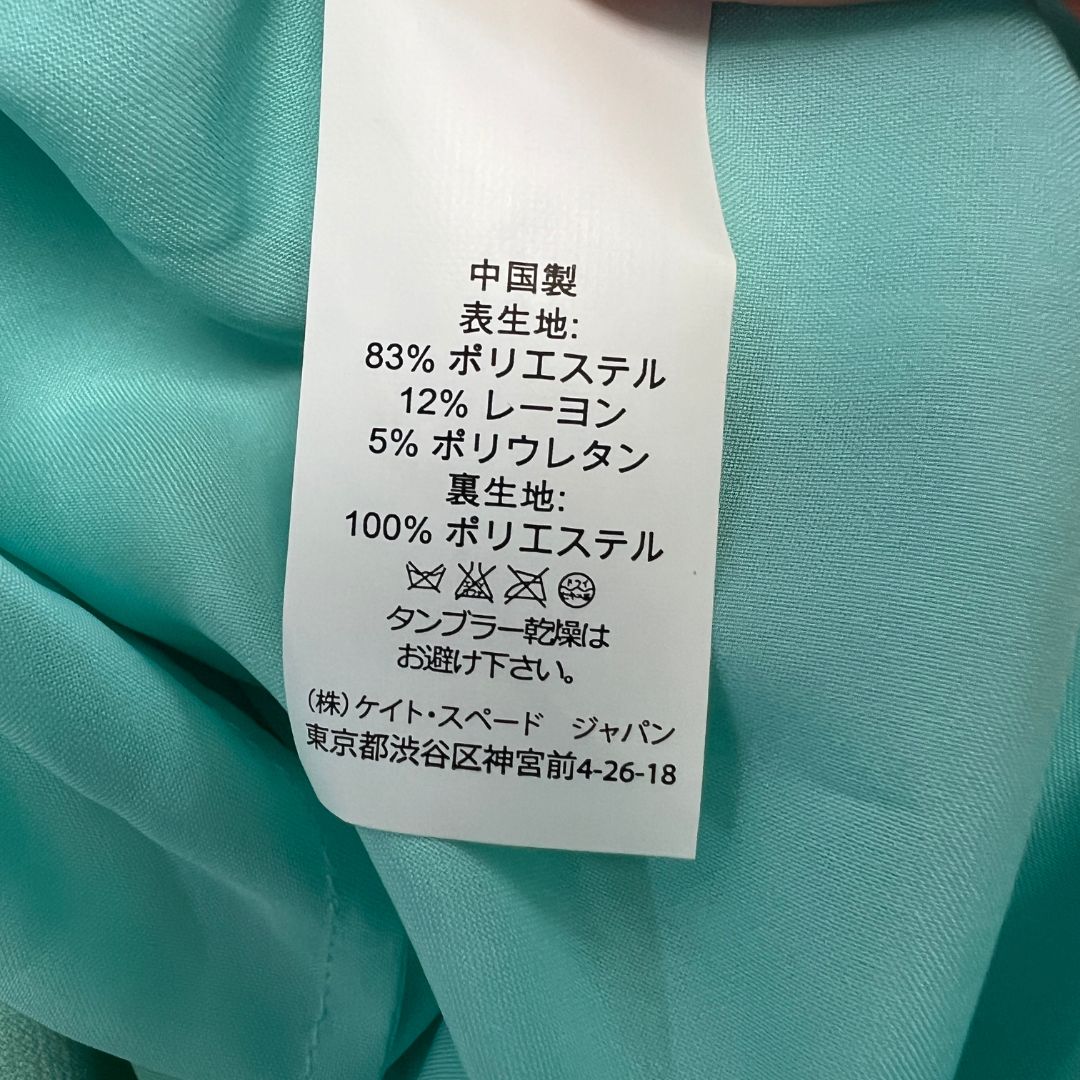 中国製
表生地:
83% ポリエステル
12% レーヨン
5% ポリウレタン
裏生地:
100% ポリエステル
タンブラー乾燥は
お避け下さい。
(株)ケイト・スペード　ジャパン
東京都渋谷区神宮前4-26-18